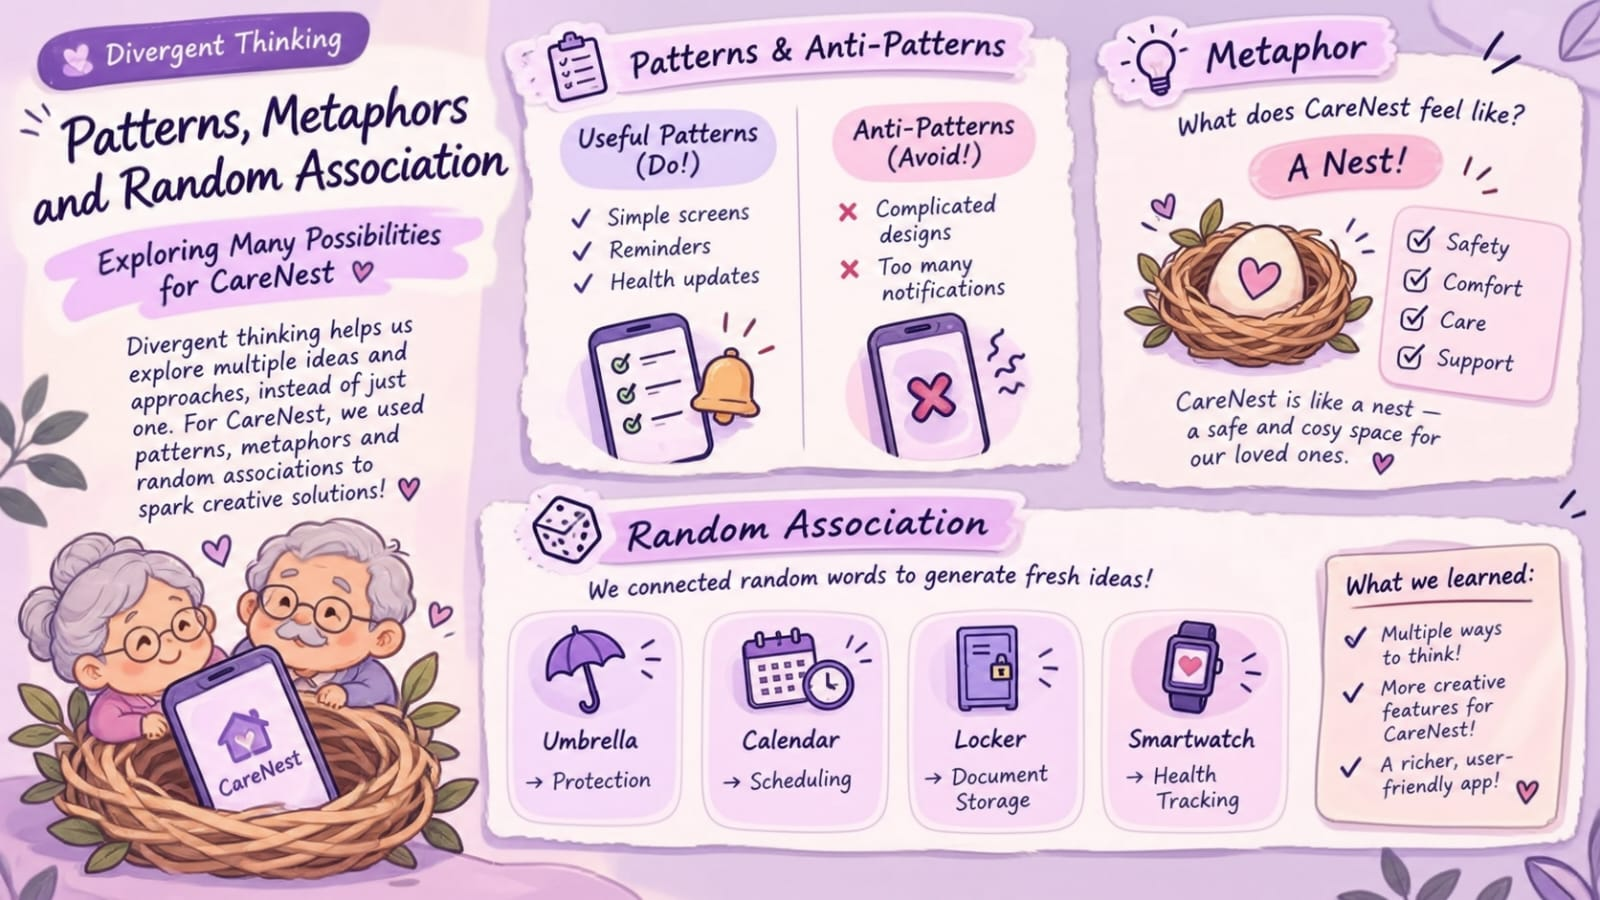 Divergent Thinking
Patterns, Metaphors
and Random Association
Exploring Many Possibilities
for CareNest
Divergent thinking helps us
explore multiple ideas and
approaches, instead of just
one. For CareNest, we used
patterns, metaphors and
random associations to
spark creative solutions!
CareNest
Patterns & Anti-Patterns
Useful Patterns
(Do!)
Simple screens
Reminders
Health updates
Anti-Patterns
(Avoid!)
Complicated
designs
Too many
notifications
Metaphor
What does CareNest feel like?
A Nest!
Safety
Comfort
Care
Support
CareNest is like a nest —
a safe and cosy space for
our loved ones.
Random Association
We connected random words to generate fresh ideas!
Umbrella
→ Protection
Calendar
→ Scheduling
Locker
→ Document
Storage
Smartwatch
→ Health
Tracking
What we learned:
Multiple ways
to think!
More creative
features for
CareNest!
A richer, user-
friendly app!